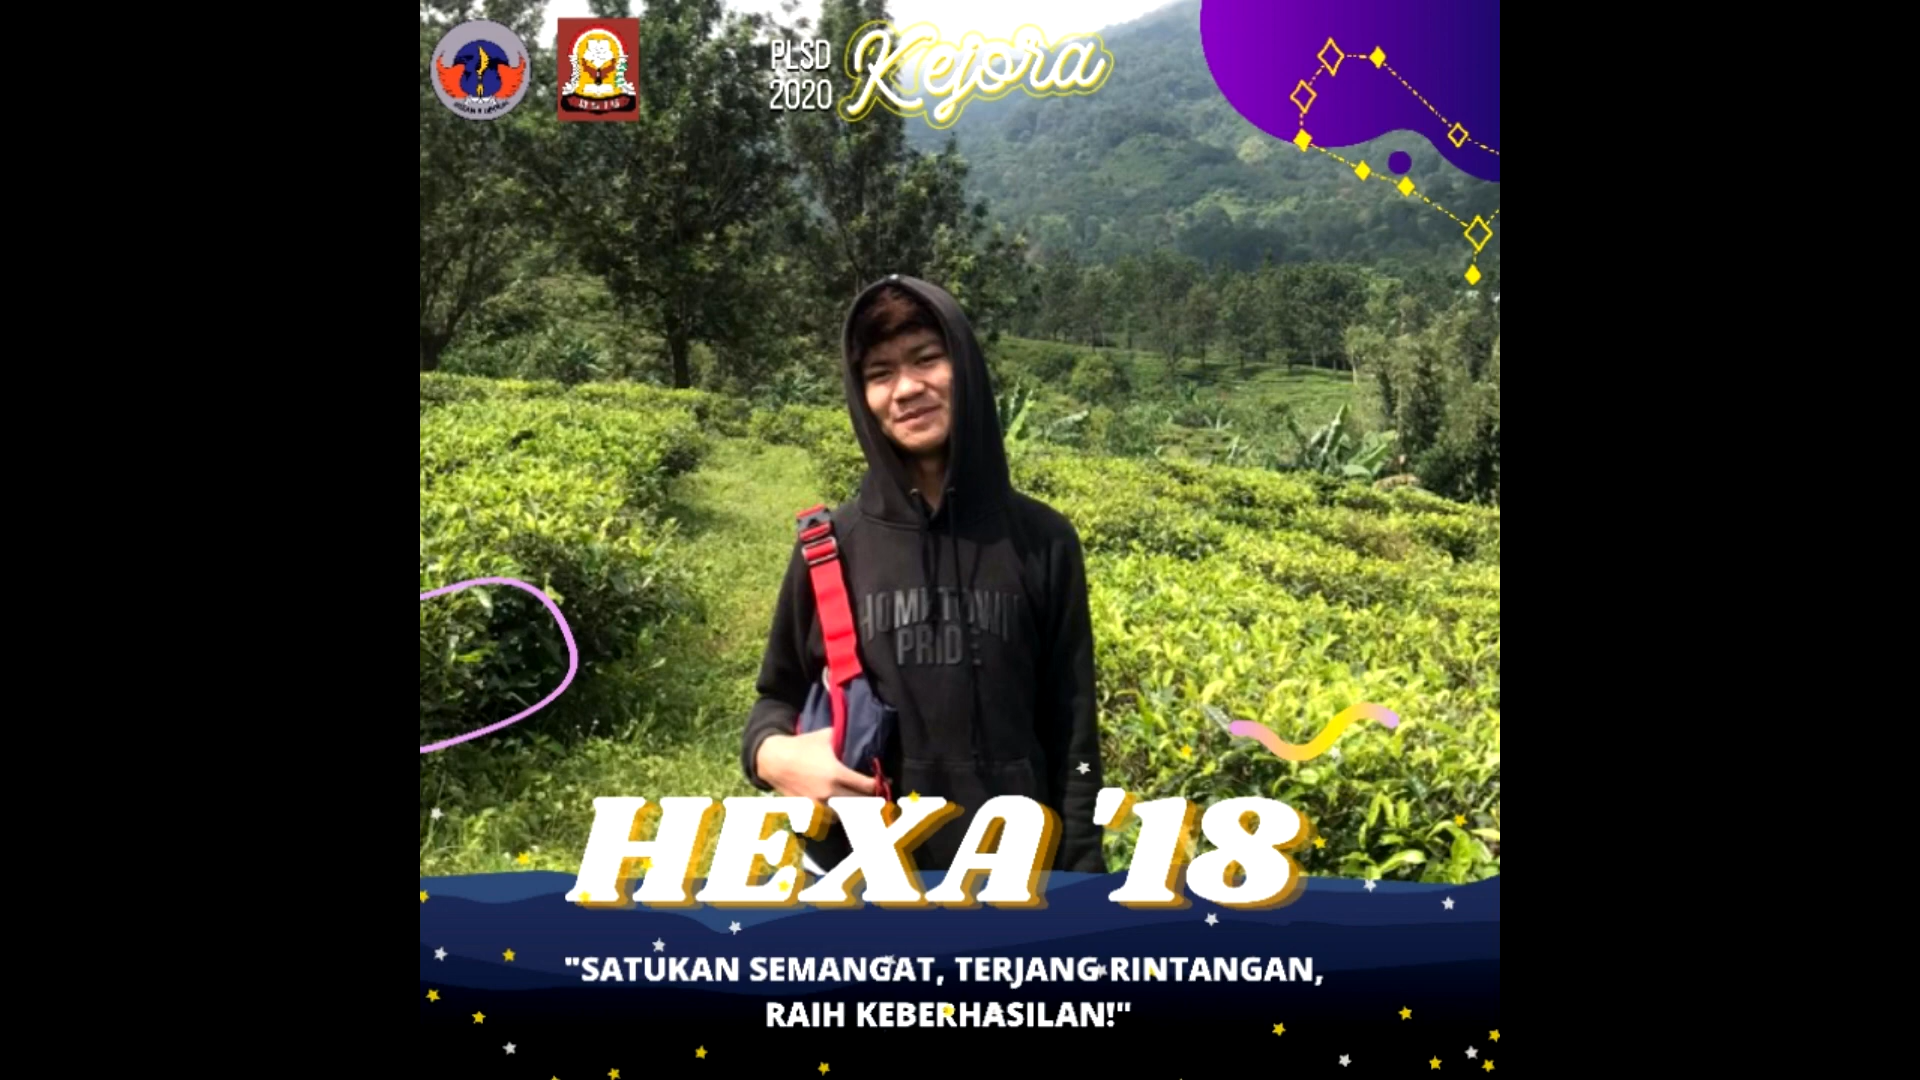 PLSD
2020
Kejora
HOMETOWN
PRIDE
HEXA '18
"SATUKAN SEMANGAT, TERJANG RINTANGAN,
RAIH KEBERHASILAN!"